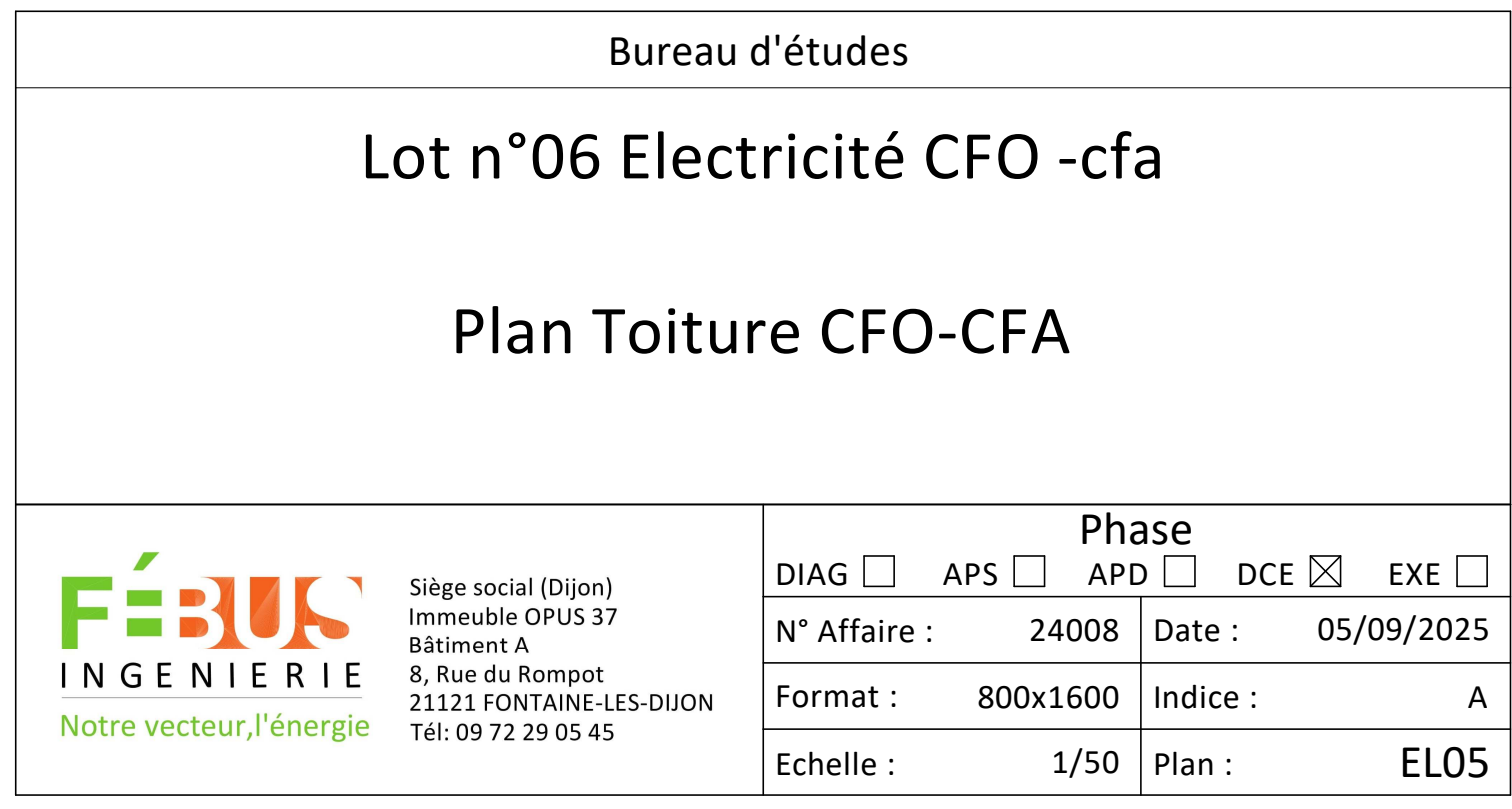 Bureau d'études
Lot n°06 Electricité CFO -cfa
Plan Toiture CFO-CFA
FÉBUS
INGENIERIE
Notre vecteur,l'énergie
Siège social (Dijon)
Immeuble OPUS 37
Bâtiment A
8, Rue du Rompot
21121 FONTAINE-LES-DIJON
Tél: 09 72 29 05 45
Phase
DIAG ☐ APS ☐ APD ☐ DCE ☒ EXE ☐
N° Affaire : 24008 Date : 05/09/2025
Format : 800x1600 Indice : A
Echelle : 1/50 Plan : EL05